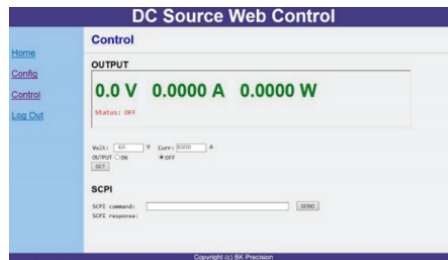 DC Source Web Control
Control
Home
Config
Control
Log Out
OUTPUT
0.0 V 0.0000 A 0.0000 W
Status: OFF
Volt: V Curr: A
OUTPUT ON OFF
SET
SCPI
SCPI command: SEND
SCPI response:
Copyright (c) BK Precision